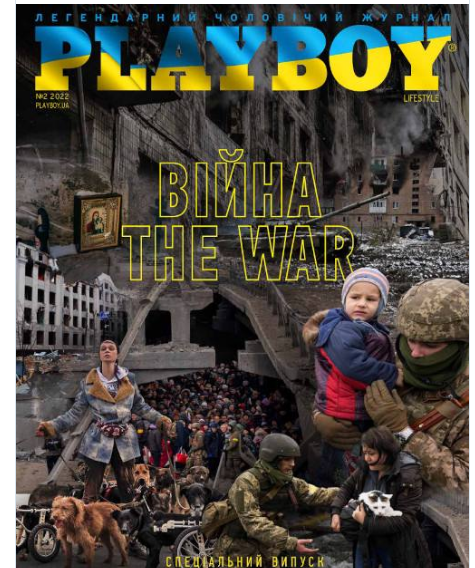 ЛЕГЕНДАРНИЙ ЧОЛОВІЧИЙ ЖУРНАЛ
PLAYBOY®
№2 2022
PLAYBOY.UA
LIFESTYLE
ВІЙНА
THE WAR
СПЕЦІАЛЬНИЙ ВИПУСК